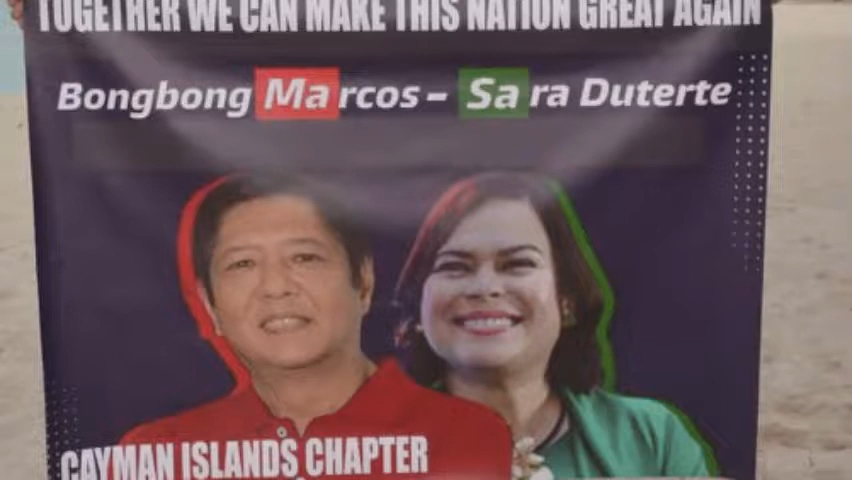 TOGETHER WE CAN MAKE THIS NATION GREAT AGAIN
Bongbong Marcos - Sara Duterte
CAYMAN ISLANDS CHAPTER